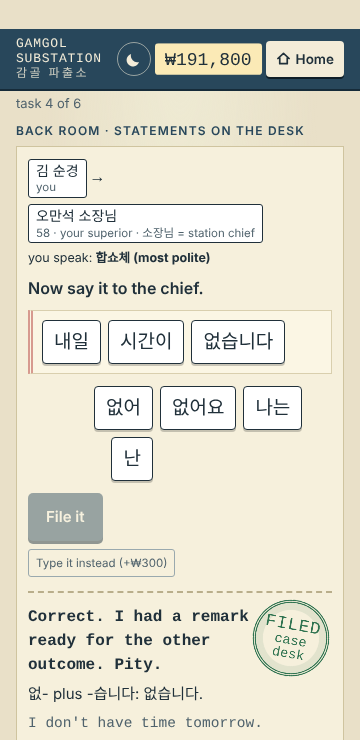 GAMGOL
SUBSTATION
감골 파출소
₩191,800
Home
task 4 of 6
BACK ROOM · STATEMENTS ON THE DESK
김 순경
you
→
오만석 소장님
58 · your superior · 소장님 = station chief
you speak: 합쇼체 (most polite)
Now say it to the chief.
내일 시간이 없습니다
없어 없어요 나는
난
File it
Type it instead (+₩300)
Correct. I had a remark
ready for the other
outcome. Pity.
FILED
case
desk
없- plus -습니다: 없습니다.
I don't have time tomorrow.